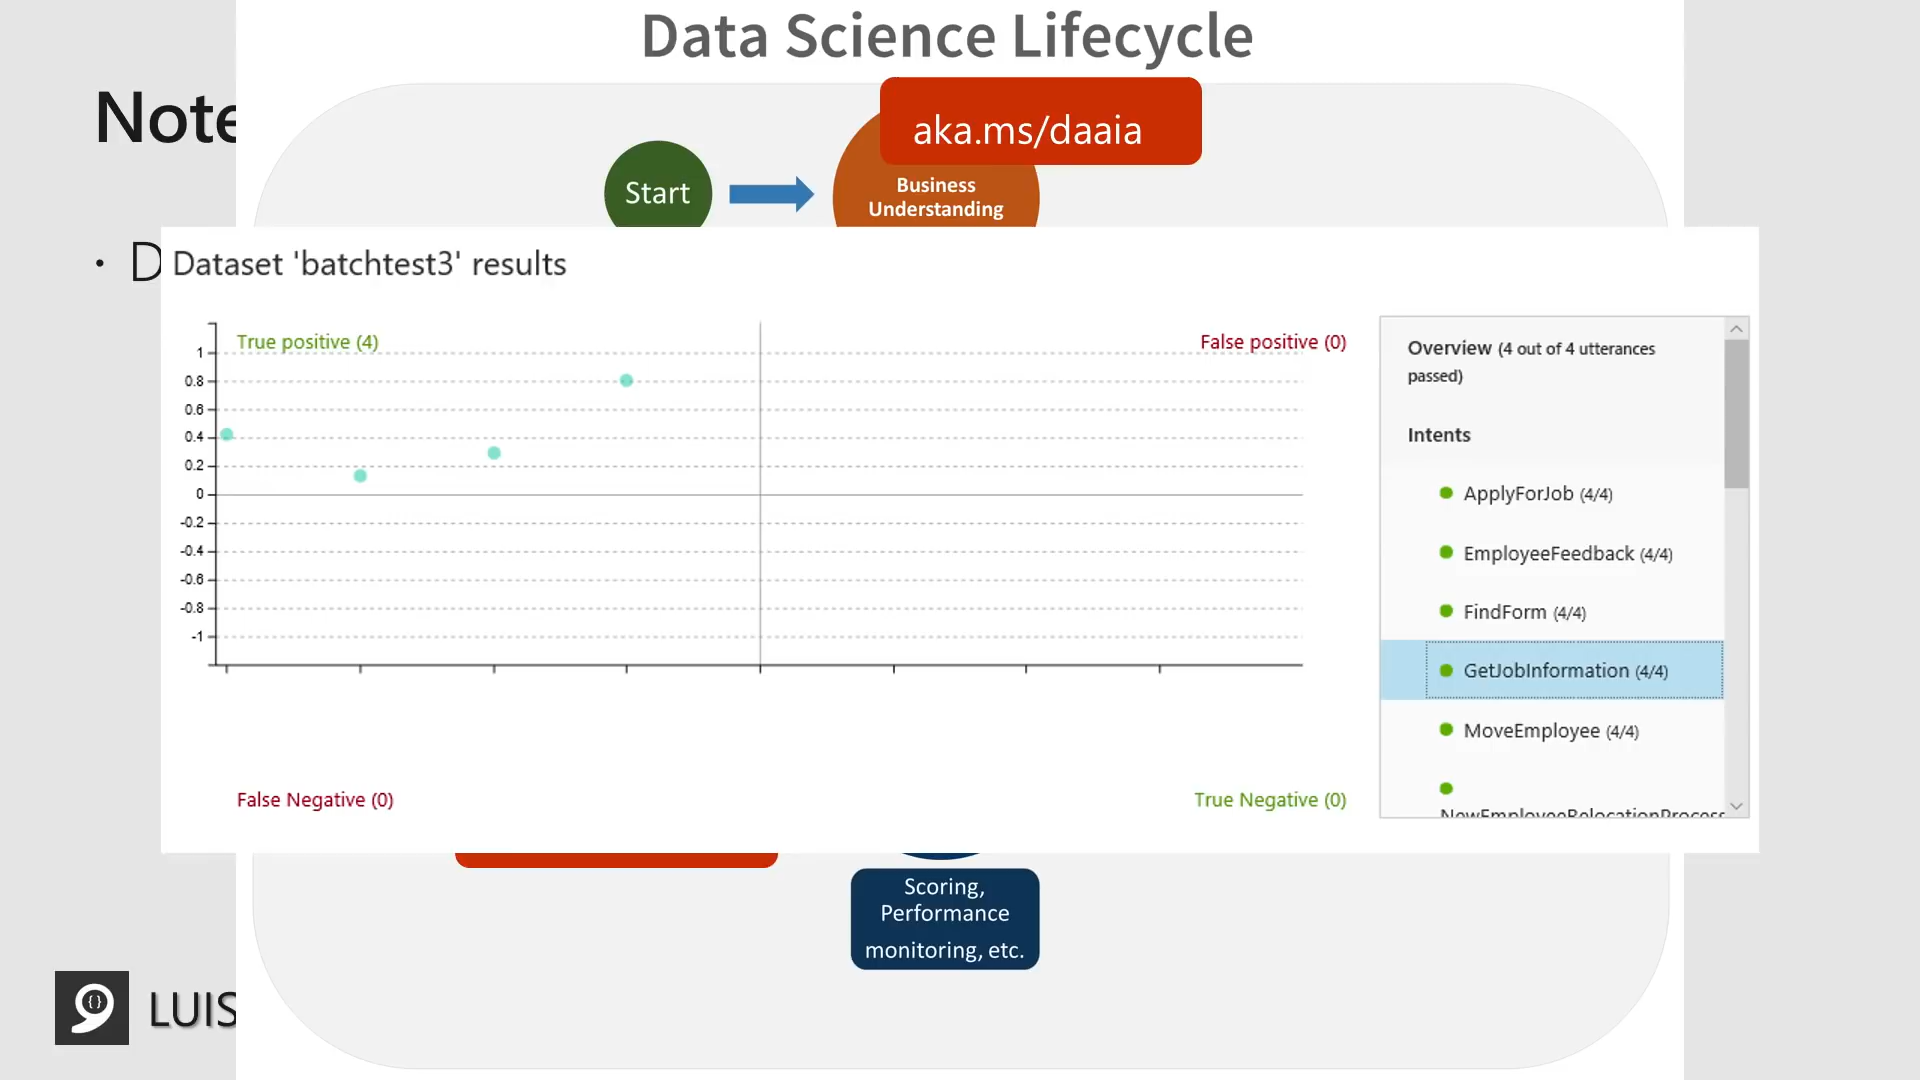 Data Science Lifecycle
Note
aka.ms/daaia
Start
Business
Understanding
• D
Dataset 'batchtest3' results
True positive (4)
False positive (0)
1
0.8
0.6
0.4
0.2
0
-0.2
-0.4
-0.6
-0.8
-1
False Negative (0)
True Negative (0)
Overview (4 out of 4 utterances
passed)
Intents
ApplyForJob (4/4)
EmployeeFeedback (4/4)
FindForm (4/4)
GetJobInformation (4/4)
MoveEmployee (4/4)
NewEmployeeRelocationProcess
Scoring,
Performance
monitoring, etc.
LUIS